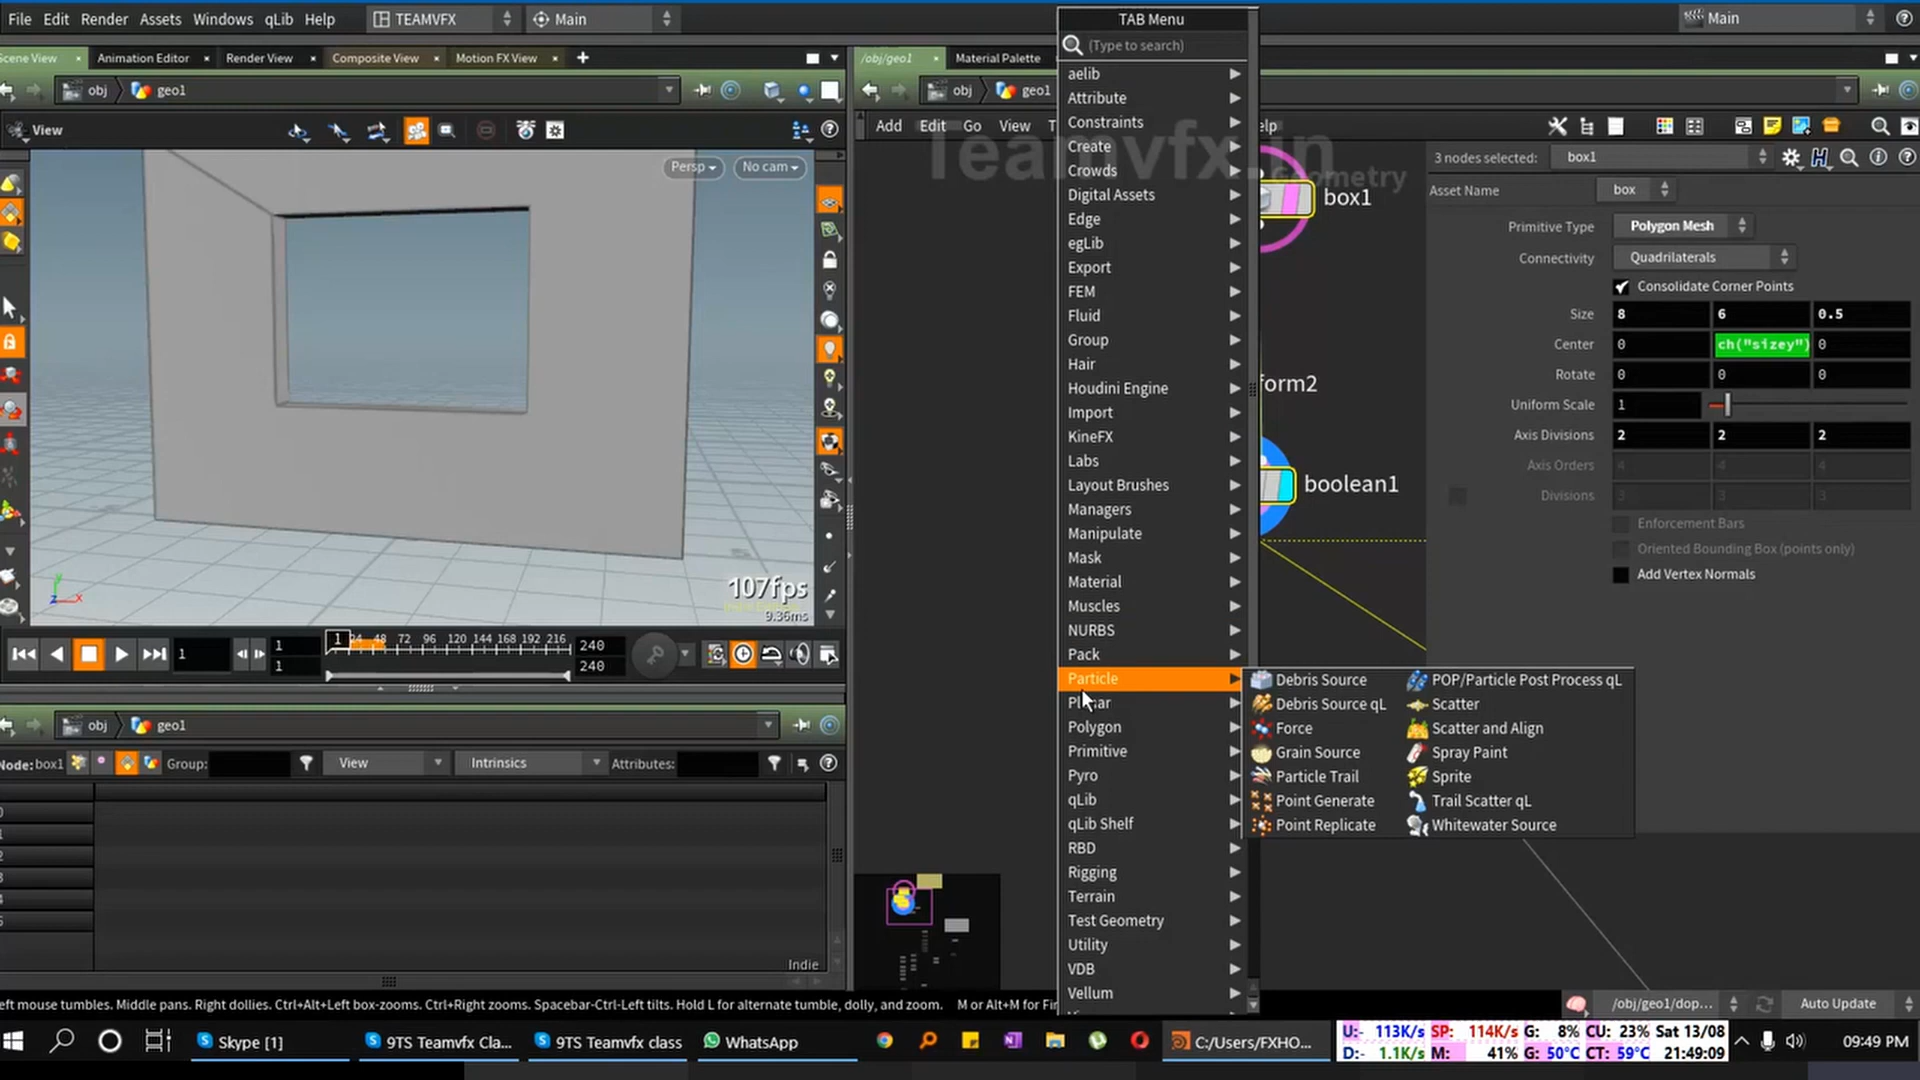 File Edit Render Assets Windows qLib Help TEAMVFX Main Main
Scene View Animation Editor Render View Composite View Motion FX View
obj geo1
View
Persp No cam
107fps
9.36ms
1 24 48 72 96 120 144 168 192 216
1 1 1 240 240
obj geo1
Node: box1 Group: View Intrinsics Attributes:
Indie
/obj/geo1 Material Palette
obj geo1
Add Edit Go View
Teamvfx.in
Geometry
TAB Menu
(Type to search)
aelib
Attribute
Constraints
Create
Crowds
Digital Assets
Edge
egLib
Export
FEM
Fluid
Group
Hair
Houdini Engine
Import
KineFX
Labs
Layout Brushes
Managers
Manipulate
Mask
Material
Muscles
NURBS
Pack
Particle
Planar
Polygon
Primitive
Pyro
qLib
qLib Shelf
RBD
Rigging
Terrain
Test Geometry
Utility
VDB
Vellum
Debris Source
Debris Source qL
Force
Grain Source
Particle Trail
Point Generate
Point Replicate
POP/Particle Post Process qL
Scatter
Scatter and Align
Spray Paint
Sprite
Trail Scatter qL
Whitewater Source
box1
form2
boolean1
3 nodes selected: box1
Asset Name box
Primitive Type Polygon Mesh
Connectivity Quadrilaterals
Consolidate Corner Points
Size 8 6 0.5
Center 0 ch("sizey") 0
Rotate 0 0 0
Uniform Scale 1
Axis Divisions 2 2 2
Axis Orders 4 4 4
Divisions 3 3 3
Enforcement Bars
Oriented Bounding Box (points only)
Add Vertex Normals
eft mouse tumbles. Middle pans. Right dollies. Ctrl+Alt+Left box-zooms. Ctrl+Right zooms. Spacebar-Ctrl-Left tilts. Hold L for alternate tumble, dolly, and zoom. M or Alt+M for Fir
/obj/geo1/dop... Auto Update
Skype [1] 9TS Teamvfx Cla... 9TS Teamvfx class WhatsApp C:/Users/FXHO...
U:- 113K/s SP: 114K/s G: 8% CU: 23% Sat 13/08
D:- 1.1K/s M: 41% G: 50°C CT: 59°C 21:49:09
09:49 PM